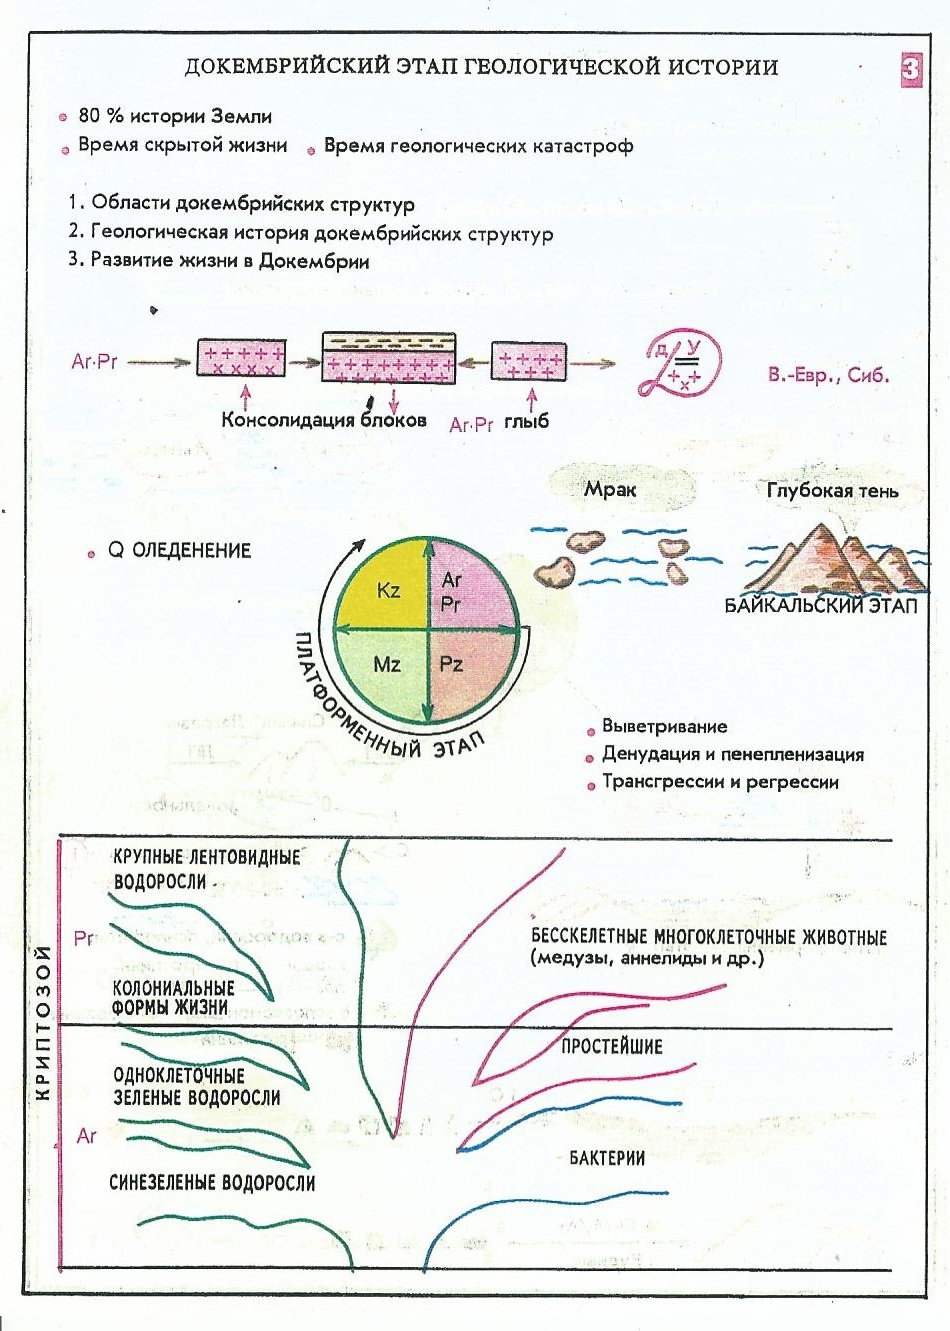 ДОКЕМБРИЙСКИЙ ЭТАП ГЕОЛОГИЧЕСКОЙ ИСТОРИИ
3
80 % истории Земли
Время скрытой жизни
Время геологических катастроф
1. Области докембрийских структур
2. Геологическая история докембрийских структур
3. Развитие жизни в Докембрии
Ar·Pr
Д У
В.-Евр., Сиб.
Консолидация блоков
Ar·Pr глыб
Мрак
Глубокая тень
Q ОЛЕДЕНЕНИЕ
БАЙКАЛЬСКИЙ ЭТАП
Kz
Ar
Pr
Mz
Pz
ПЛАТФОРМЕННЫЙ ЭТАП
Выветривание
Денудация и пенепленизация
Трансгрессии и регрессии
КРИПТОЗОЙ
Pr
КРУПНЫЕ ЛЕНТОВИДНЫЕ
ВОДОРОСЛИ
БЕССКЕЛЕТНЫЕ МНОГОКЛЕТОЧНЫЕ ЖИВОТНЫЕ
(медузы, аннелиды и др.)
КОЛОНИАЛЬНЫЕ
ФОРМЫ ЖИЗНИ
ПРОСТЕЙШИЕ
Ar
ОДНОКЛЕТОЧНЫЕ
ЗЕЛЕНЫЕ ВОДОРОСЛИ
БАКТЕРИИ
СИНЕЗЕЛЕНЫЕ ВОДОРОСЛИ